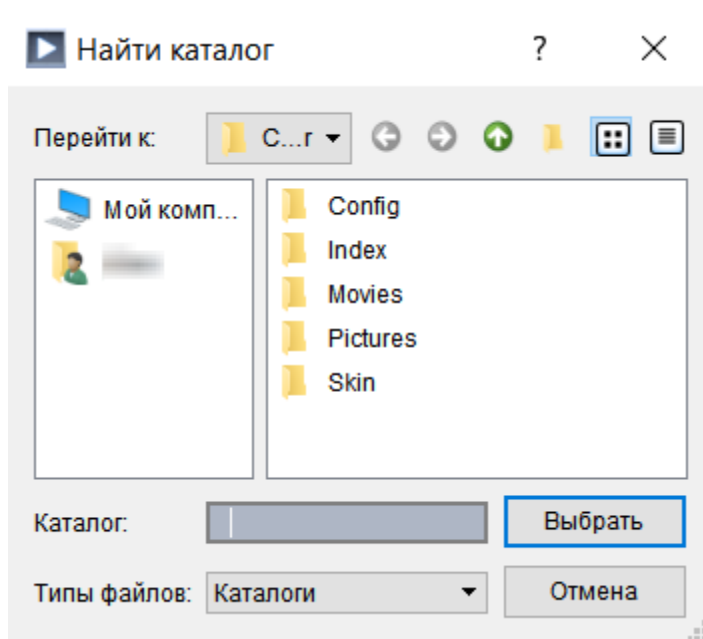 Найти каталог ?
Перейти к: C...r
Мой комп...
Config
Index
Movies
Pictures
Skin
Каталог: Выбрать
Типы файлов: Каталоги Отмена